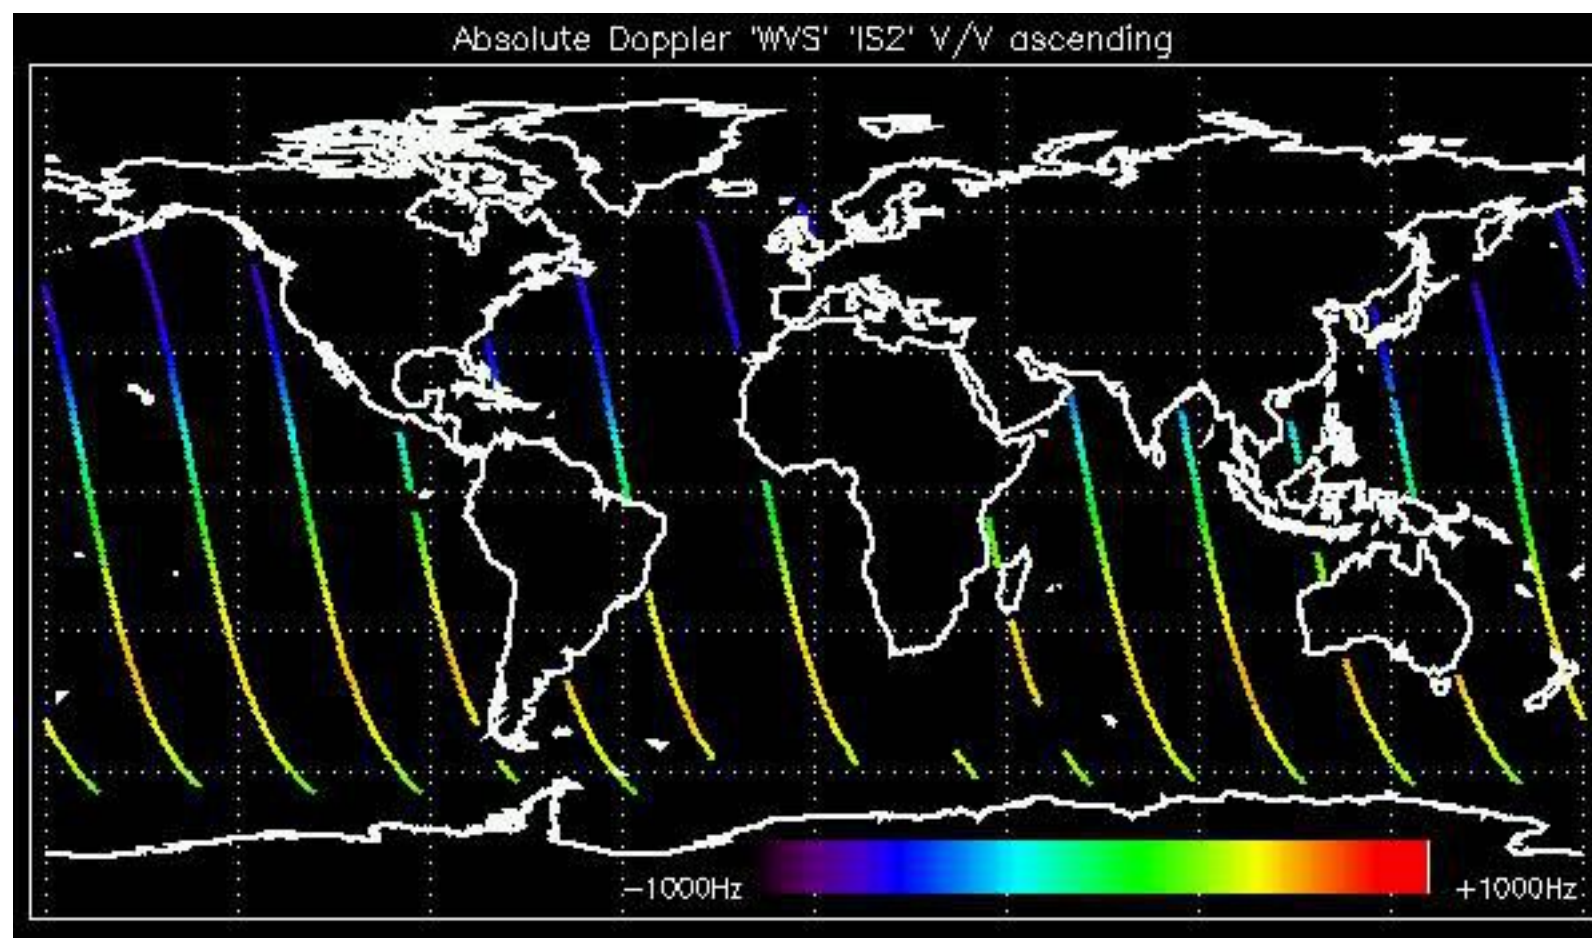 Absolute Doppler 'WVS' 'IS2' V/V ascending
-1000Hz
+1000Hz